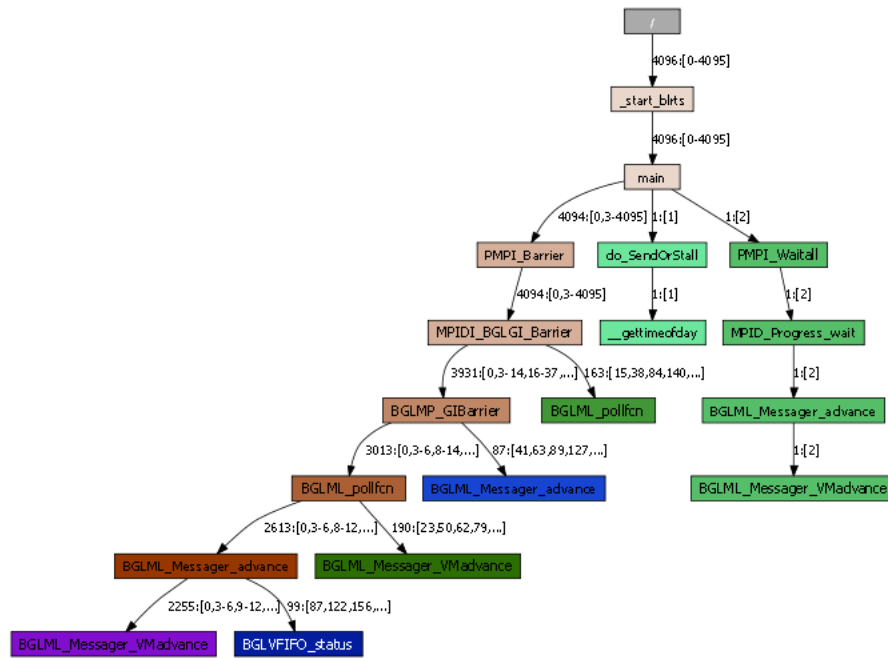 /
4096:[0-4095]
_start_blrts
4096:[0-4095]
main
4094:[0,3-4095]
1:[1]
1:[2]
PMPI_Barrier
do_SendOrStall
PMPI_Waitall
4094:[0,3-4095]
1:[1]
1:[2]
MPIDI_BGLGI_Barrier
__gettimeofday
MPID_Progress_wait
3931:[0,3-14,16-37,...]
163:[15,38,84,140,...]
1:[2]
BGLMP_GIBarrier
BGLML_pollfcn
BGLML_Messager_advance
3013:[0,3-6,8-14,...]
87:[41,63,89,127,...]
1:[2]
BGLML_pollfcn
BGLML_Messager_advance
BGLML_Messager_VMadvance
2613:[0,3-6,8-12,...]
190:[23,50,62,79,...]
BGLML_Messager_advance
BGLML_Messager_VMadvance
2255:[0,3-6,9-12,...]
99:[87,122,156,...]
BGLML_Messager_VMadvance
BGLVFIFO_status